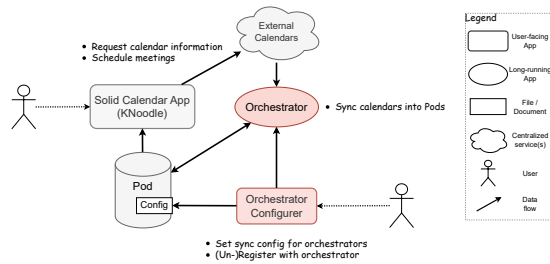 External
Calendars
• Request calendar information
• Schedule meetings
Solid Calendar App
(KNoodle)
Orchestrator
• Sync calendars into Pods
Pod
Config
Orchestrator
Configurer
• Set sync config for orchestrators
• (Un-)Register with orchestrator
Legend
User-facing
App
Long-running
App
File /
Document
Centralized
service(s)
User
Data
flow